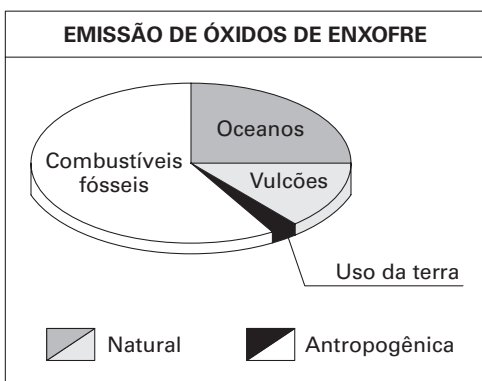 EMISSÃO DE ÓXIDOS DE ENXOFRE
Oceanos
Combustíveis
fósseis
Vulcões
Uso da terra
Natural
Antropogênica